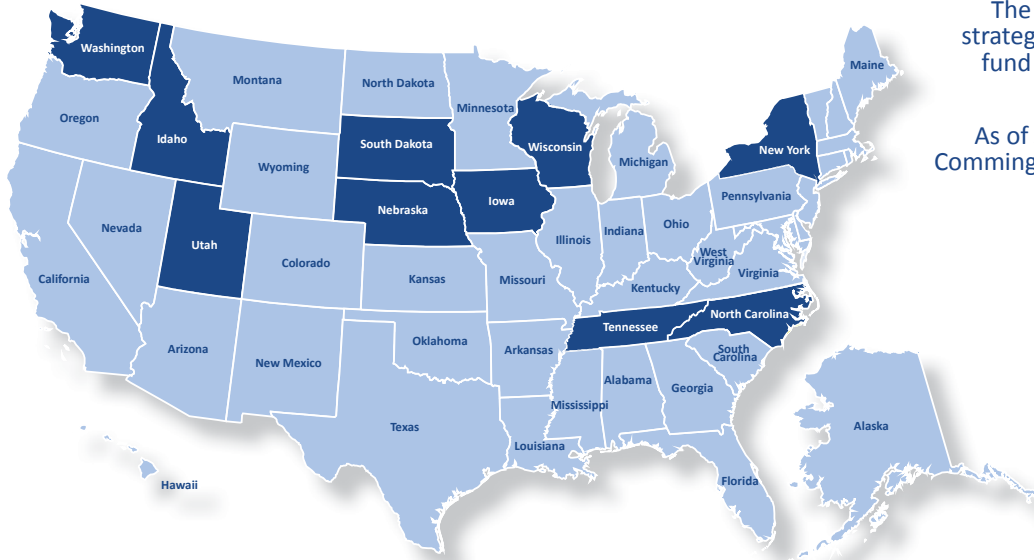 The
strateg
fund
As of
Comming
Washington
Montana
North Dakota
Minnesota
Maine
Oregon
Idaho
Wyoming
South Dakota
Wisconsin
Michigan
New York
Nevada
Utah
Nebraska
Iowa
Pennsylvania
California
Colorado
Kansas
Missouri
Illinois
Indiana
Ohio
West
Virginia
Virginia
Kentucky
Arizona
New Mexico
Oklahoma
Arkansas
Tennessee
North Carolina
South
Carolina
Texas
Louisiana
Mississippi
Alabama
Georgia
Florida
Alaska
Hawaii